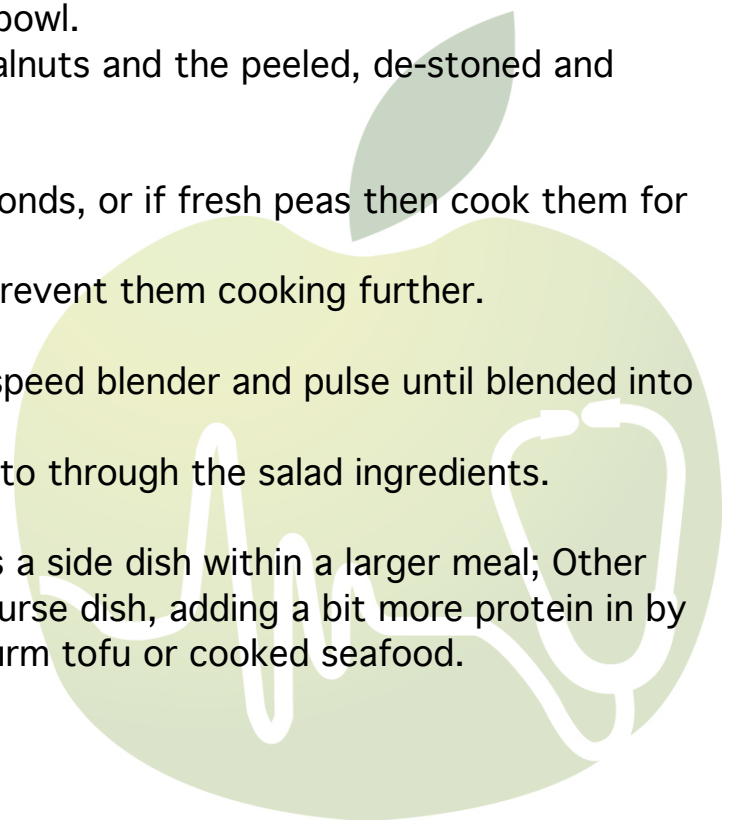 bowl.
alnuts and the peeled, de-stoned and
onds, or if fresh peas then cook them for
revent them cooking further.
speed blender and pulse until blended into
to through the salad ingredients.
s a side dish within a larger meal; Other
urse dish, adding a bit more protein in by
irm tofu or cooked seafood.